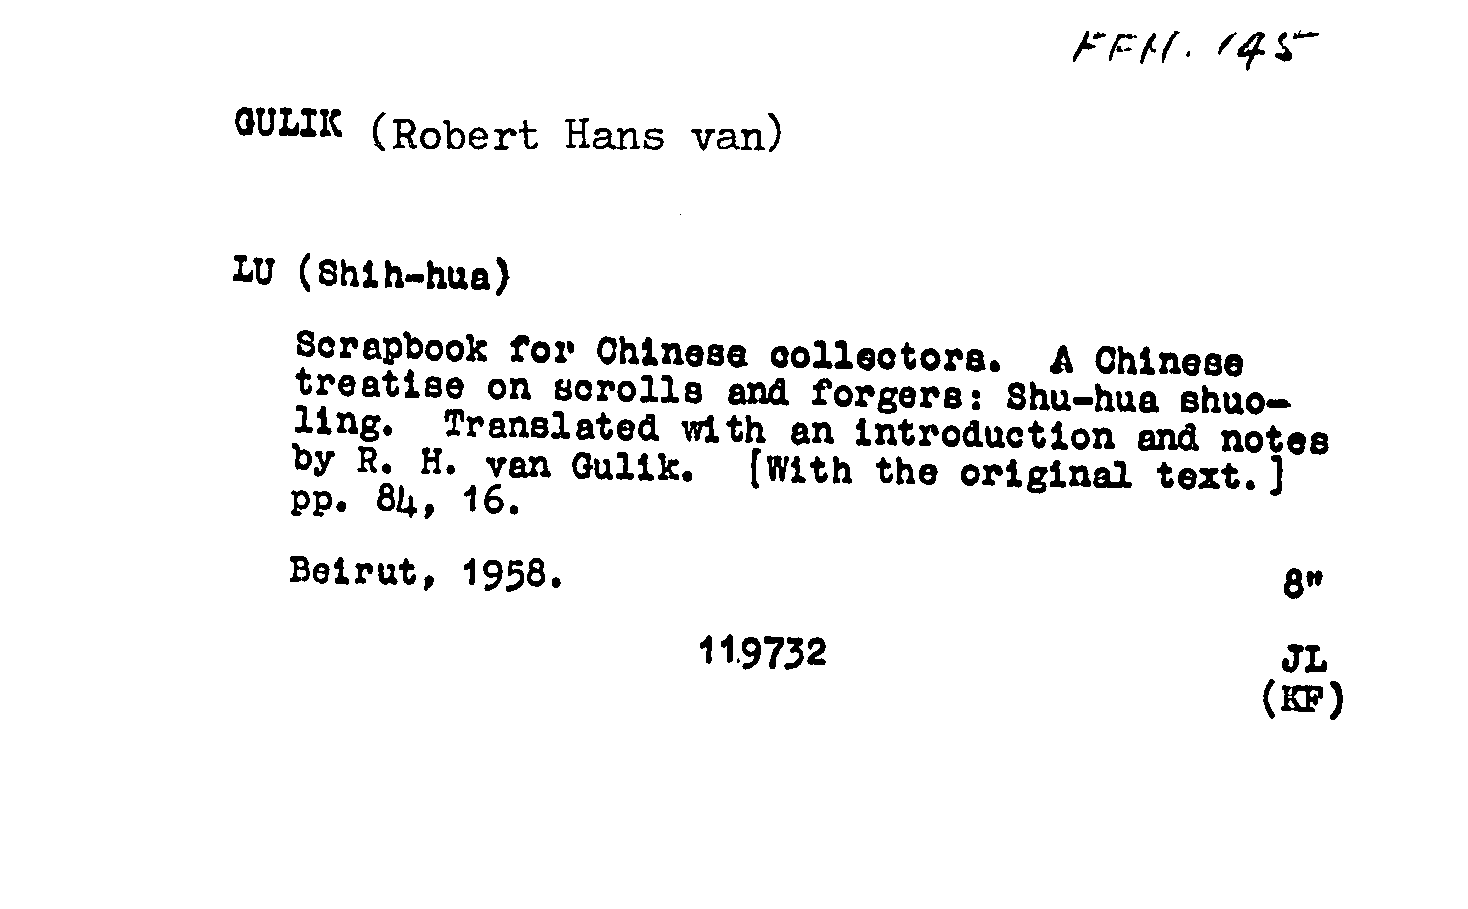 FFH. 145
GULIK (Robert Hans van)
LU (Shih-hua)
Scrapbook for Chinese collectors. A Chinese
treatise on scrolls and forgers: Shu-hua shuo-
ling. Translated with an introduction and notes
by R. H. van Gulik. [With the original text.]
pp. 84, 16.
Beirut, 1958.
8"
119732
JL
(KF)